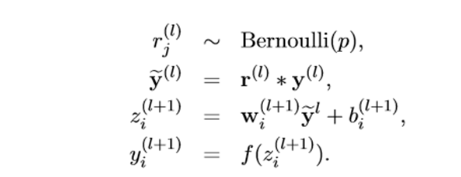 r_j^{(l)} ∼ Bernoulli(p),
ỹ^{(l)} = r^{(l)} * y^{(l)},
z_i^{(l+1)} = w_i^{(l+1)} ỹ^l + b_i^{(l+1)},
y_i^{(l+1)} = f(z_i^{(l+1)}).